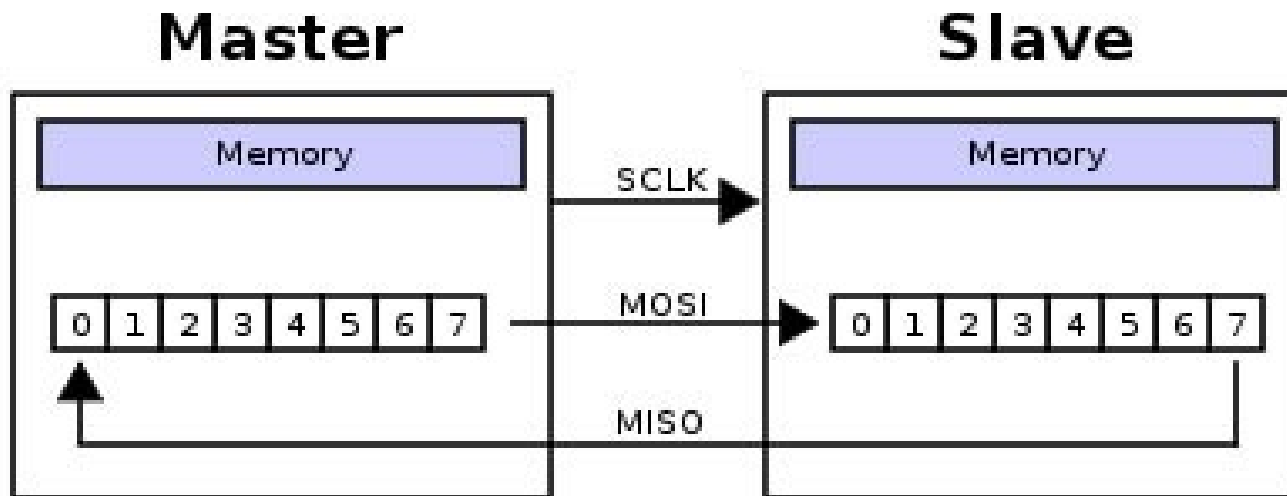 Master Slave
Memory Memory
SCLK
0 1 2 3 4 5 6 7 MOSI 0 1 2 3 4 5 6 7
MISO